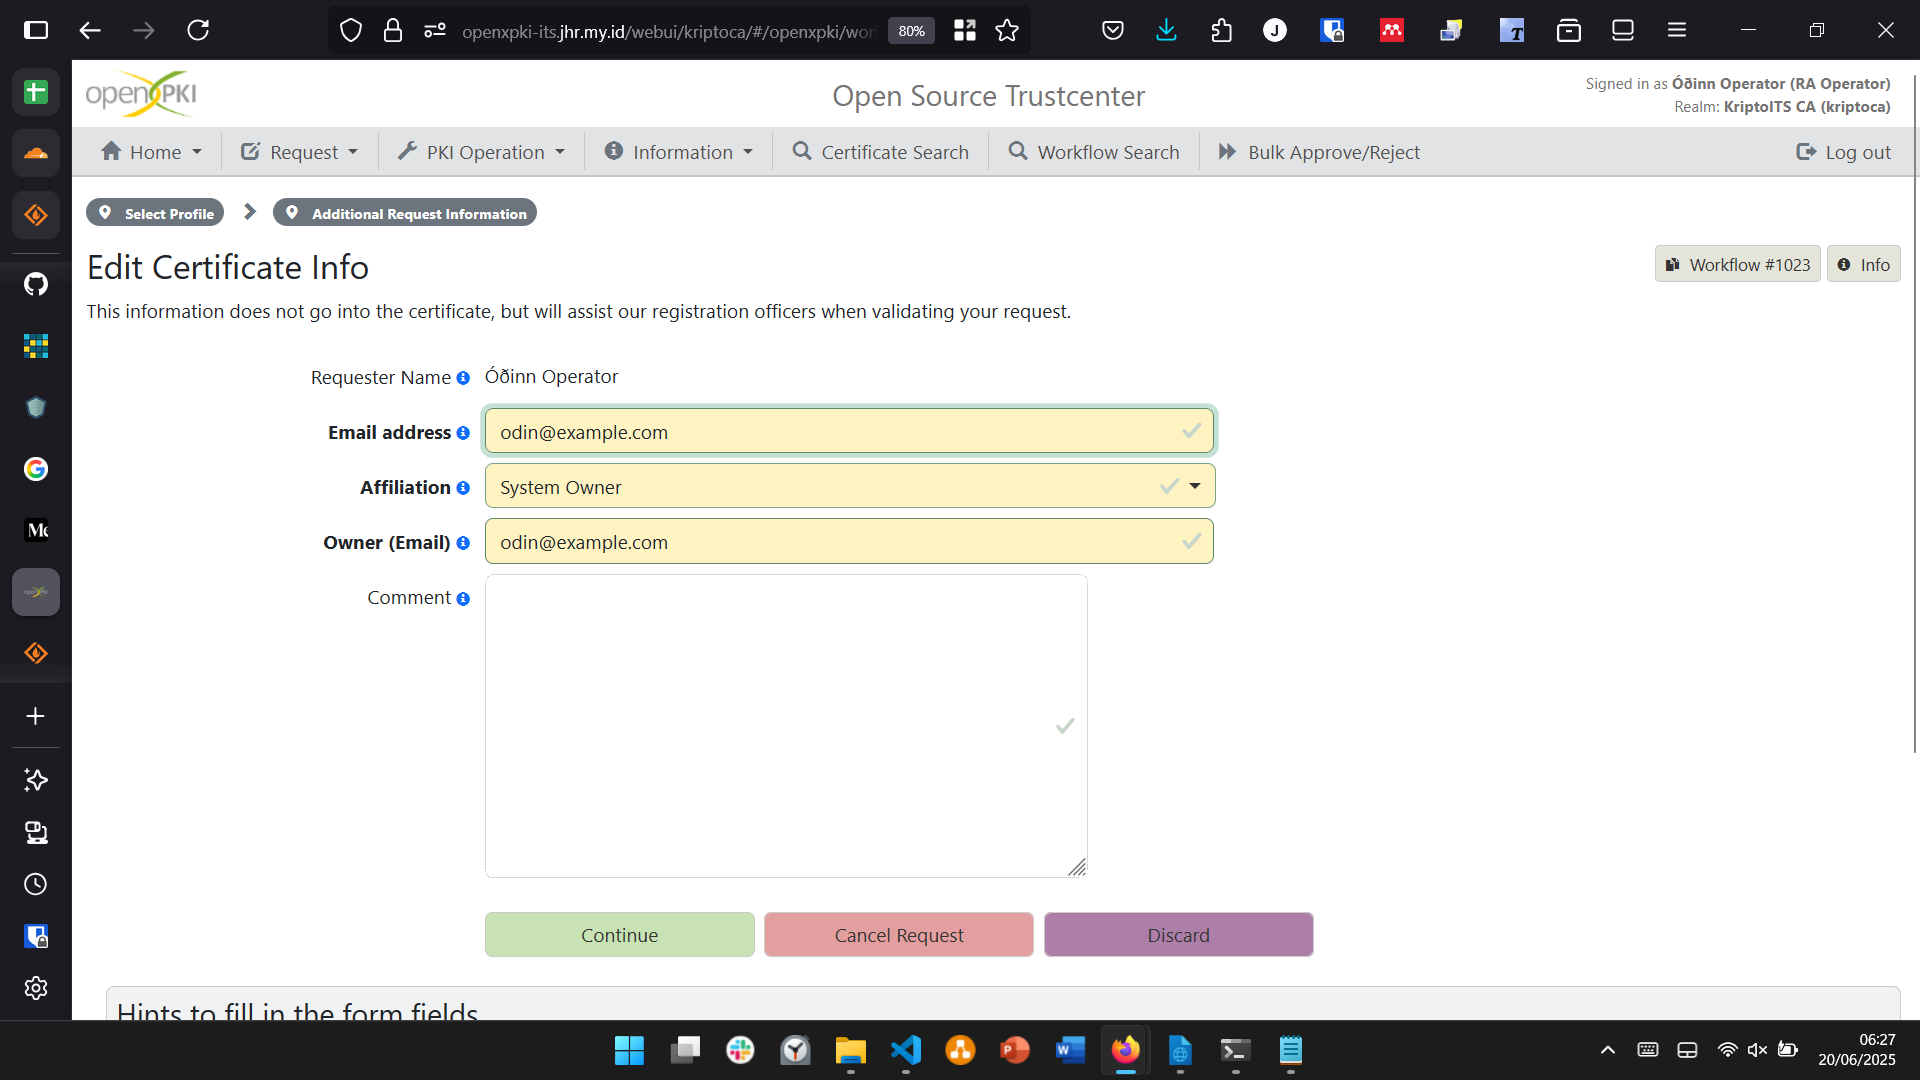 openxpki-its.jhr.my.id/webui/kriptoca/#/openxpki/wor
80%
J
T
openXPKI
Open Source Trustcenter
Signed in as Óðinn Operator (RA Operator)
Realm: KriptoITS CA (kriptoca)
Home
Request
PKI Operation
Information
Certificate Search
Workflow Search
Bulk Approve/Reject
Log out
Select Profile
Additional Request Information
Edit Certificate Info
Workflow #1023
Info
This information does not go into the certificate, but will assist our registration officers when validating your request.
Requester Name
Óðinn Operator
Email address
odin@example.com
Affiliation
System Owner
Owner (Email)
odin@example.com
Comment
Continue
Cancel Request
Discard
Hints to fill in the form fields
Me
P
W
06:27
20/06/2025